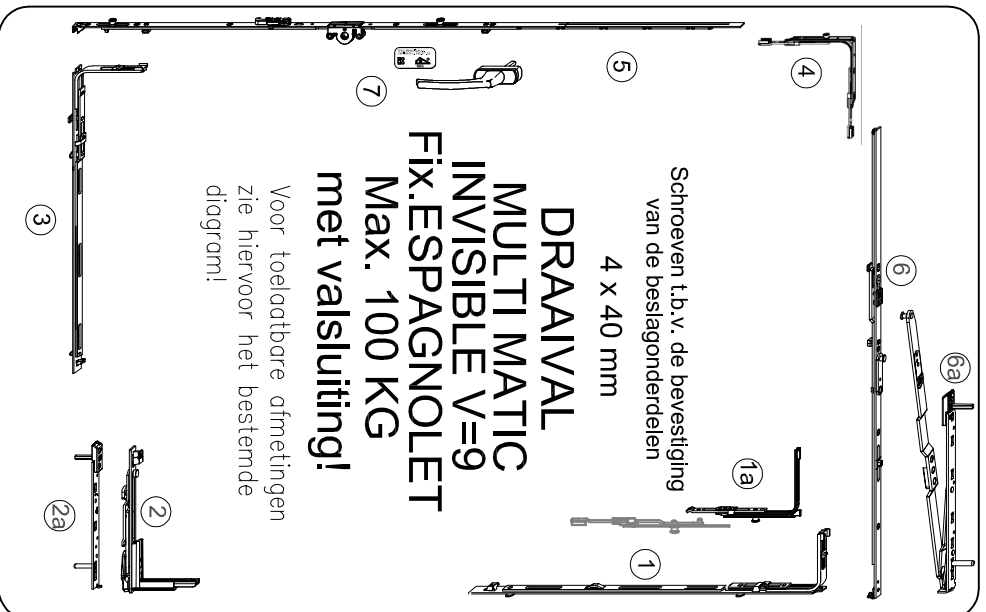 Schroeven t.b.v. de bevestiging
van de beslagonderdelen
4 x 40 mm
DRAAIVAL
MULTI MATIC
INVISIBLE V=9
Fix.ESPAGNOLET
Max. 100 KG
met valsluiting!
Voor toelaatbare afmetingen
zie hiervoor het bestemde
diagram!
1
1a
2
2a
3
4
5
6
6a
7